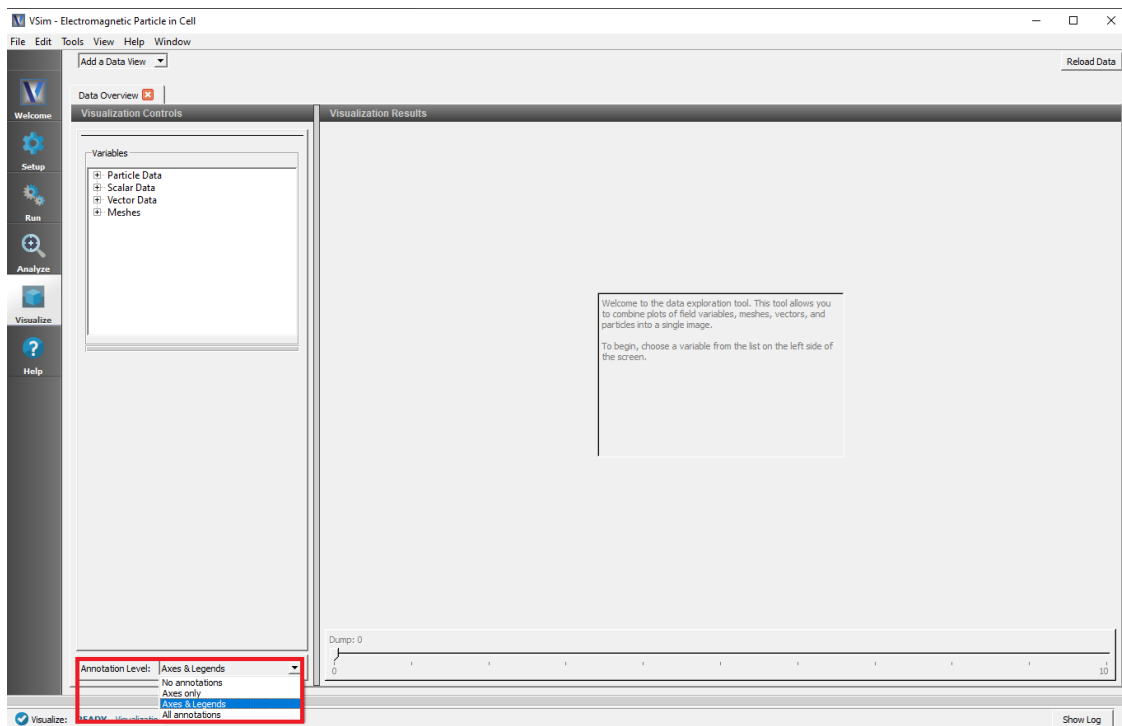 VSim - Electromagnetic Particle in Cell
File Edit Tools View Help Window
Add a Data View
Reload Data
Data Overview
Welcome
Visualization Controls
Visualization Results
Setup
Run
Analyze
Visualize
Help
Variables
Particle Data
Scalar Data
Vector Data
Meshes
Welcome to the data exploration tool. This tool allows you
to combine plots of field variables, meshes, vectors, and
particles into a single image.
To begin, choose a variable from the list on the left side of
the screen.
Dump: 0
0 10
Annotation Level: Axes & Legends
No annotations
Axes only
Axes & Legends
All annotations
Visualize:
Show Log